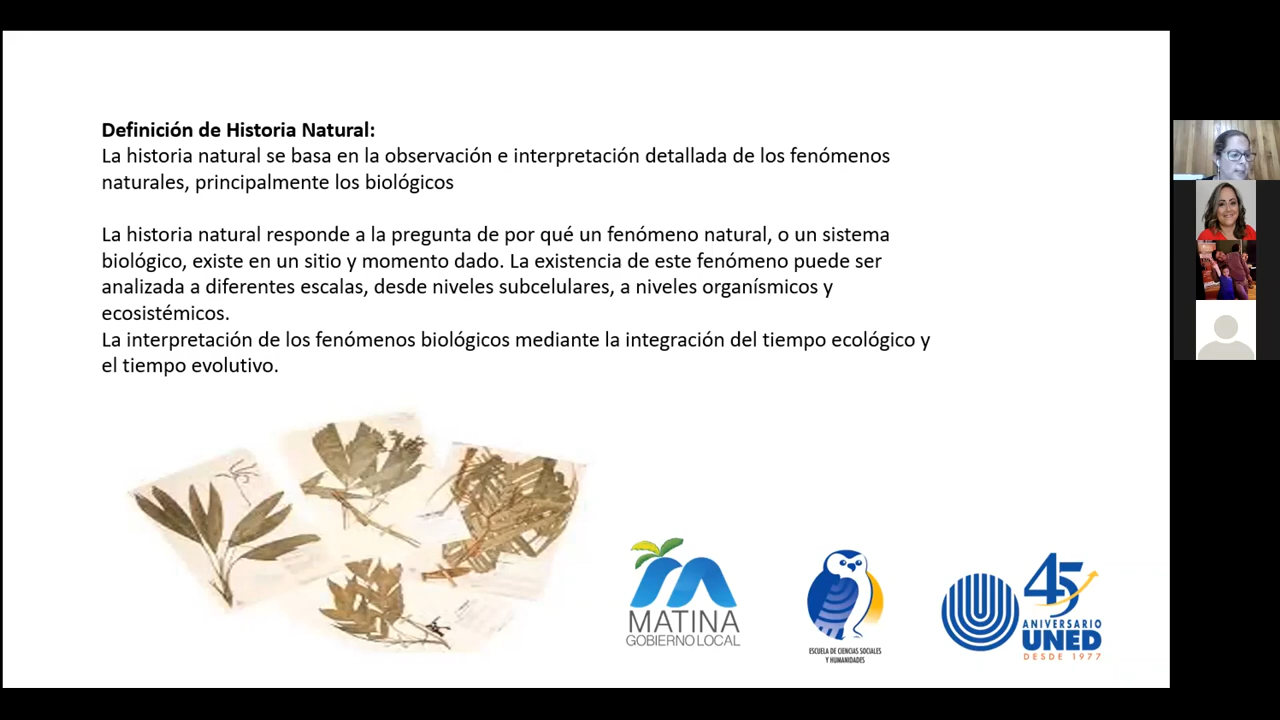 Definición de Historia Natural:
La historia natural se basa en la observación e interpretación detallada de los fenómenos
naturales, principalmente los biológicos
La historia natural responde a la pregunta de por qué un fenómeno natural, o un sistema
biológico, existe en un sitio y momento dado. La existencia de este fenómeno puede ser
analizada a diferentes escalas, desde niveles subcelulares, a niveles organísmicos y
ecosistémicos.
La interpretación de los fenómenos biológicos mediante la integración del tiempo ecológico y
el tiempo evolutivo.
MATINA
GOBIERNO LOCAL
ESCUELA DE CIENCIAS SOCIALES
Y HUMANIDADES
45
ANIVERSARIO
UNED
DESDE 1977